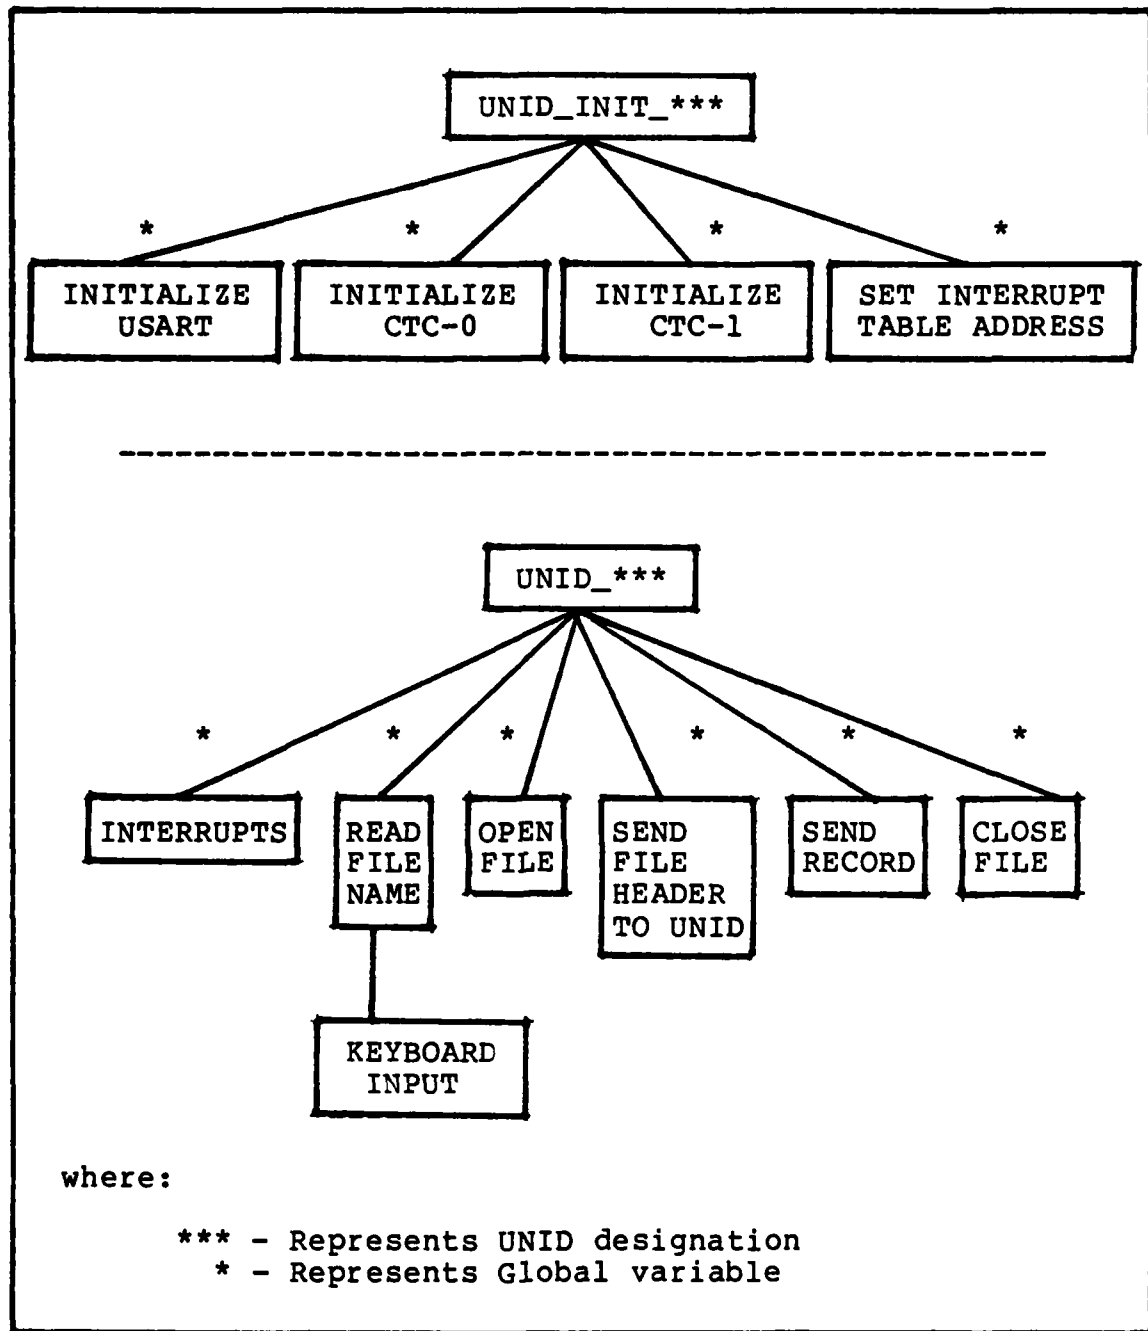 UNID_INIT_***
* * * *
INITIALIZE
USART
INITIALIZE
CTC-0
INITIALIZE
CTC-1
SET INTERRUPT
TABLE ADDRESS
UNID_***
* * * * * *
INTERRUPTS
READ
FILE
NAME
OPEN
FILE
SEND
FILE
HEADER
TO UNID
SEND
RECORD
CLOSE
FILE
KEYBOARD
INPUT
where:
*** - Represents UNID designation
* - Represents Global variable